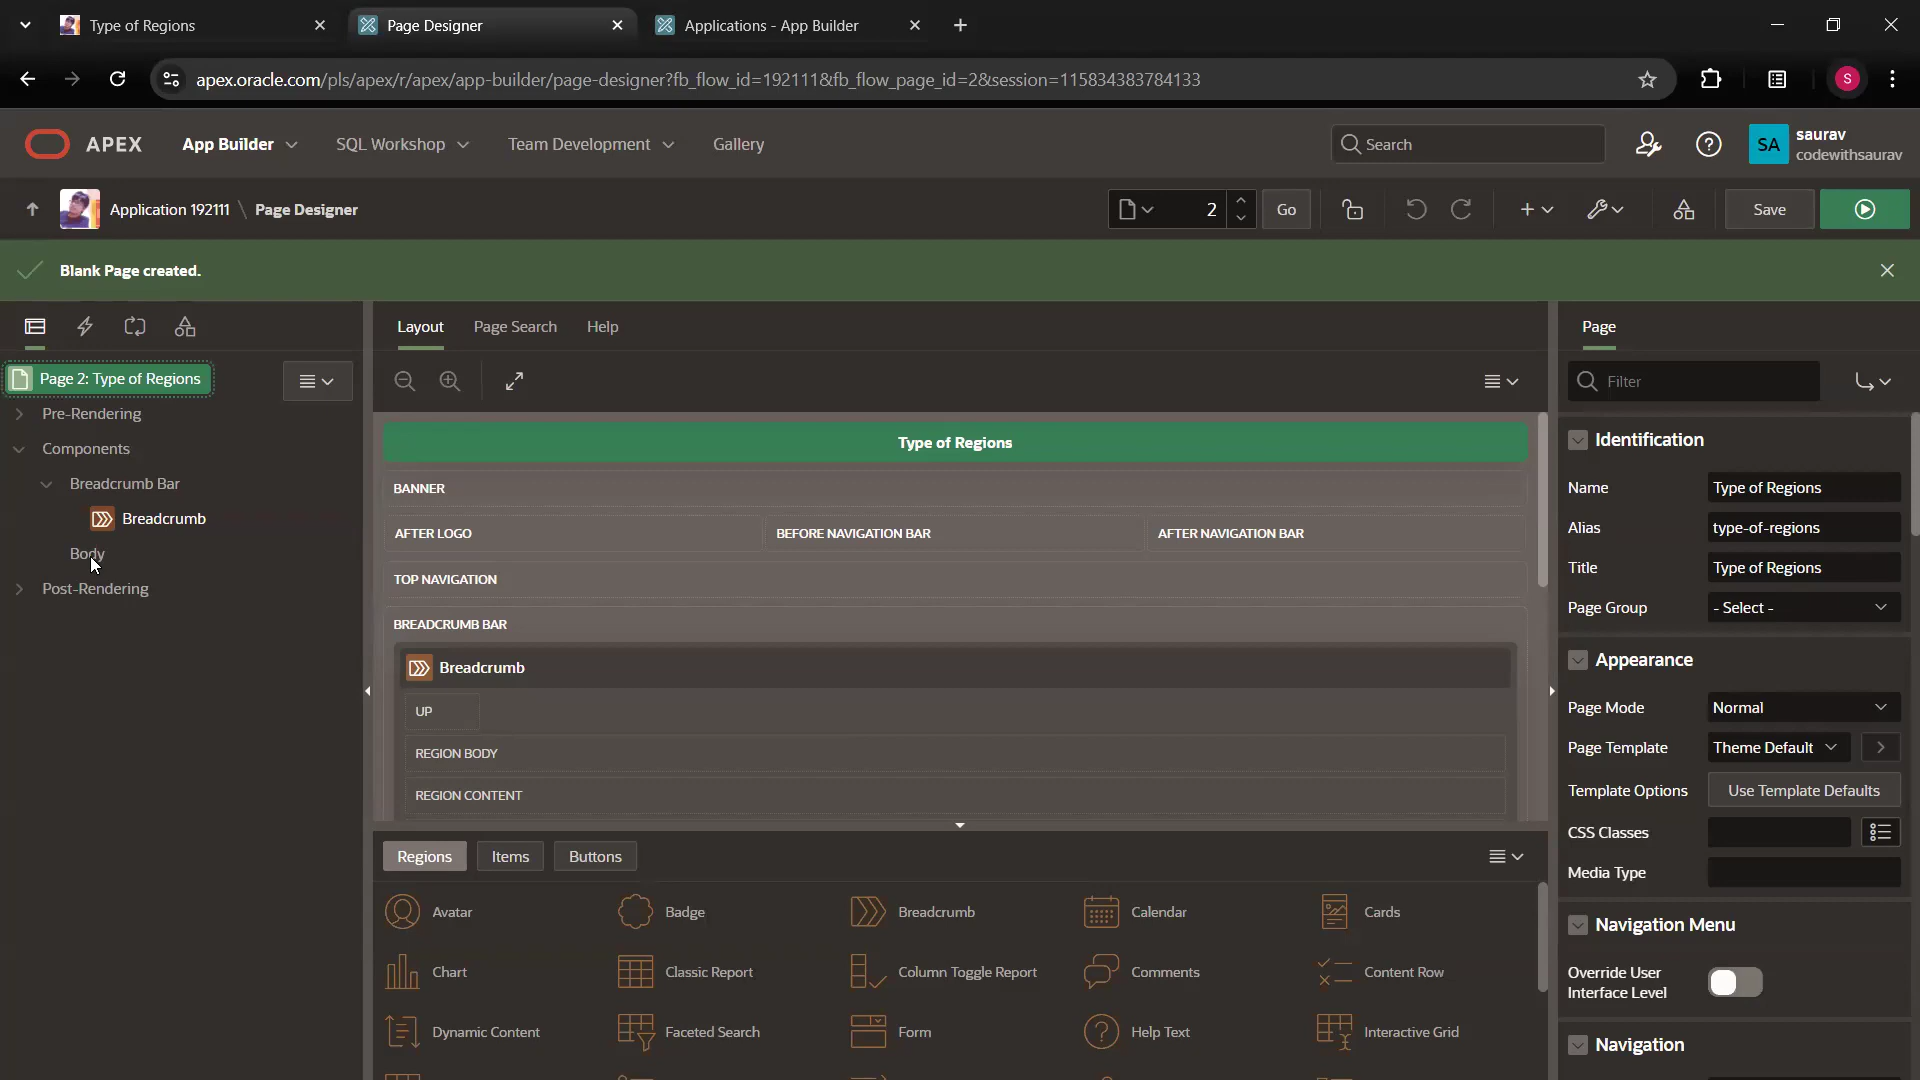 Type of Regions
Page Designer
Applications - App Builder
apex.oracle.com/pls/apex/r/apex/app-builder/page-designer?fb_flow_id=192111&fb_flow_page_id=2&session=115834383784133
S
APEX
App Builder
SQL Workshop
Team Development
Gallery
Search
SA
saurav
codewithsaurav
Application 192111 \ Page Designer
2
Go
Save
Blank Page created.
Page 2: Type of Regions
Pre-Rendering
Components
Breadcrumb Bar
Breadcrumb
Body
Post-Rendering
Layout
Page Search
Help
Type of Regions
BANNER
AFTER LOGO
BEFORE NAVIGATION BAR
AFTER NAVIGATION BAR
TOP NAVIGATION
BREADCRUMB BAR
Breadcrumb
UP
REGION BODY
REGION CONTENT
Regions
Items
Buttons
Avatar
Badge
Breadcrumb
Calendar
Cards
Chart
Classic Report
Column Toggle Report
Comments
Content Row
Dynamic Content
Faceted Search
Form
Help Text
Interactive Grid
Page
Filter
Identification
Name
Type of Regions
Alias
type-of-regions
Title
Type of Regions
Page Group
- Select -
Appearance
Page Mode
Normal
Page Template
Theme Default
Template Options
Use Template Defaults
CSS Classes
Media Type
Navigation Menu
Override User
Interface Level
Navigation